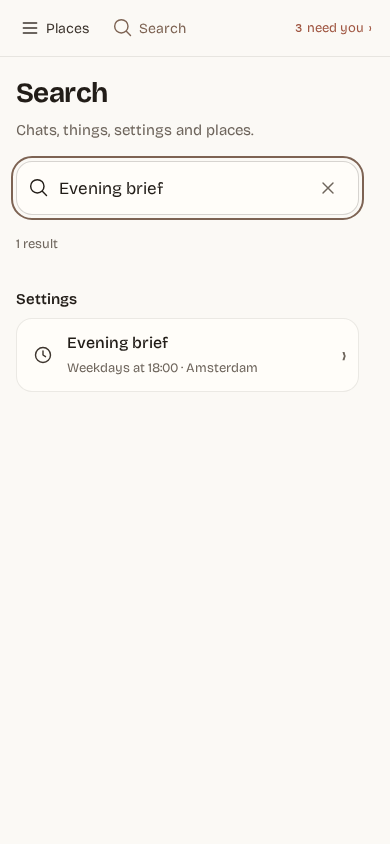 Places
Search
3 need you ›
Search
Chats, things, settings and places.
Evening brief
1 result
Settings
Evening brief
Weekdays at 18:00 · Amsterdam